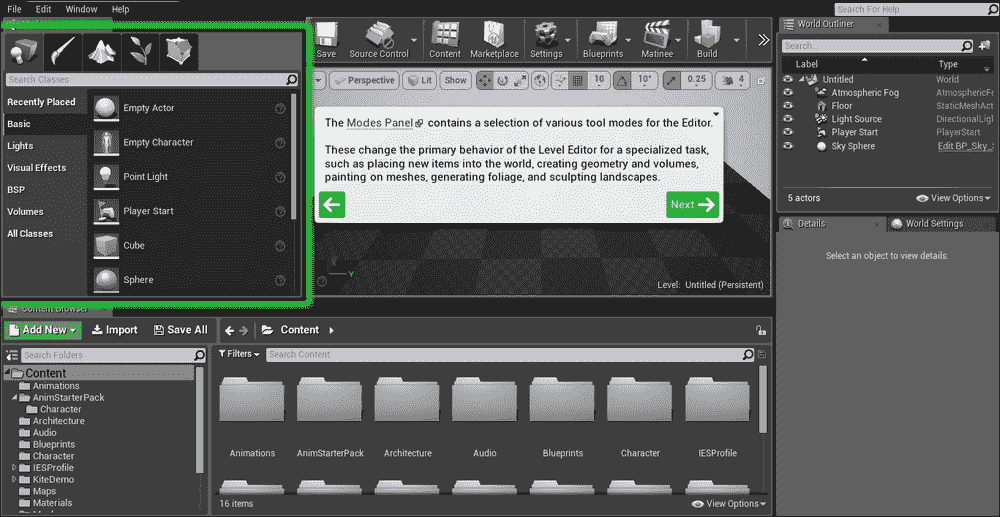 File Edit Window Help
Search For Help
Search Classes
Recently Placed
Basic
Lights
Visual Effects
BSP
Volumes
All Classes
Empty Actor
Empty Character
Point Light
Player Start
Cube
Sphere
Save Source Control Content Marketplace Settings Blueprints Matinee Build
Perspective Lit Show 10 10° 0.25 4
The Modes Panel contains a selection of various tool modes for the Editor.
These change the primary behavior of the Level Editor for a specialized task,
such as placing new items into the world, creating geometry and volumes,
painting on meshes, generating foliage, and sculpting landscapes.
Next
Y
Level: Untitled (Persistent)
World Outliner
Search...
Label Type
Untitled World
Atmospheric Fog AtmosphericFo
Floor StaticMeshAct
Light Source DirectionalLigh
Player Start PlayerStart
Sky Sphere Edit BP_Sky_S
5 actors View Options
Details World Settings
Select an object to view details.
Content Browser
Add New Import Save All Content
Search Folders
Content
Animations
AnimStarterPack
Character
Architecture
Audio
Blueprints
Character
IESProfile
KiteDemo
Maps
Materials
Filters Search Content
Animations AnimStarterPack Architecture Audio Blueprints Character IESProfile
16 items View Options